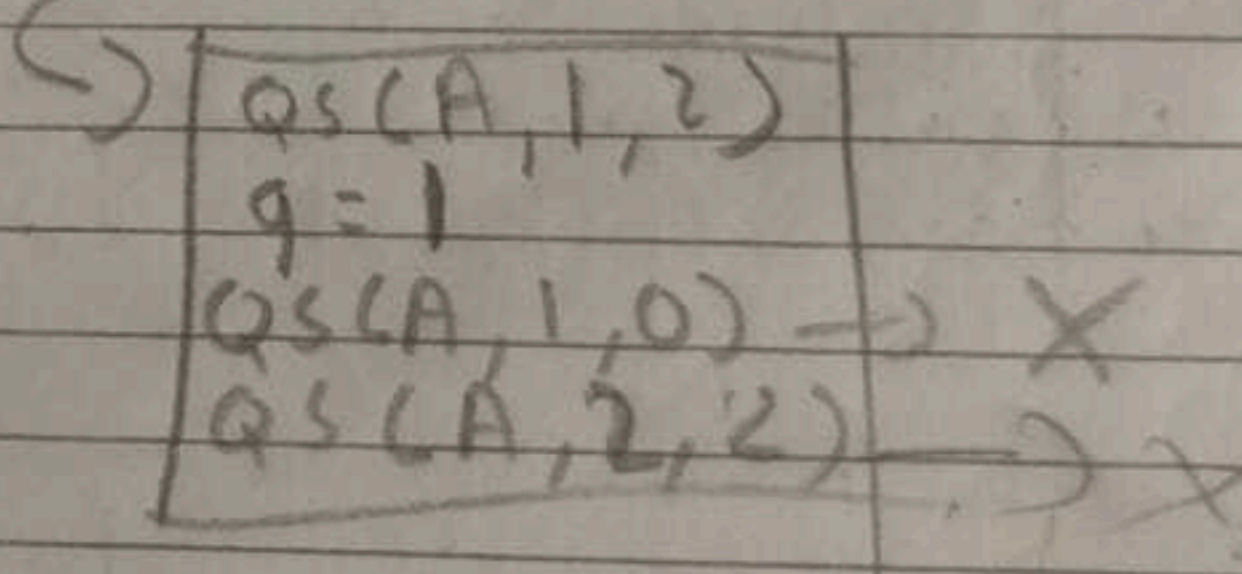 QS(A,1,2)
q=1
QS(A,1,0) → X
QS(A,2,2) → X